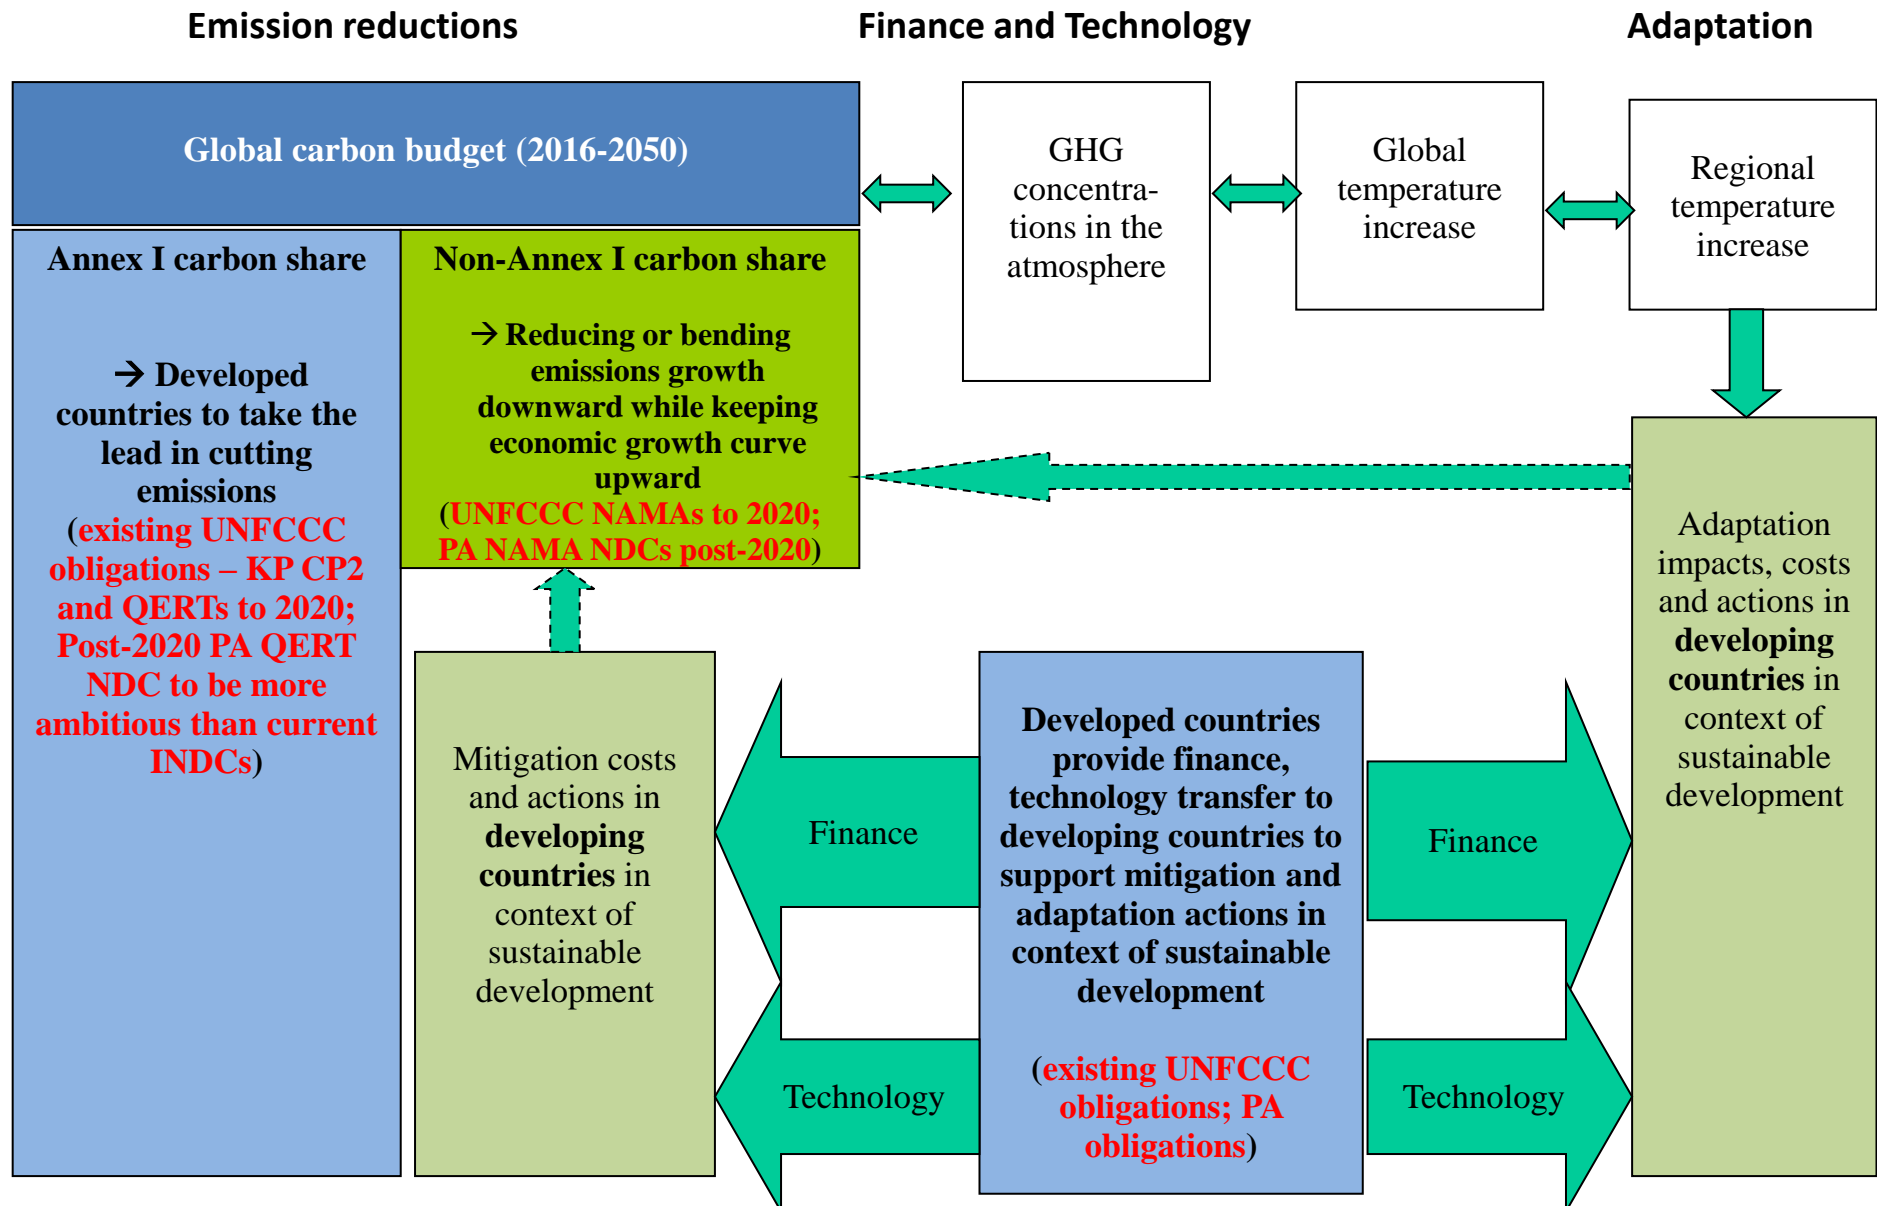 Emission reductions
Finance and Technology
Adaptation
Global carbon budget (2016-2050)
GHG
concentra-
tions in the
atmosphere
Global
temperature
increase
Regional
temperature
increase
Annex I carbon share
→ Developed
countries to take the
lead in cutting
emissions
(existing UNFCCC
obligations – KP CP2
and QERTs to 2020;
Post-2020 PA QERT
NDC to be more
ambitious than current
INDCs)
Non-Annex I carbon share
→ Reducing or bending
emissions growth
downward while keeping
economic growth curve
upward
(UNFCCC NAMAs to 2020;
PA NAMA NDCs post-2020)
Mitigation costs
and actions in
developing
countries in
context of
sustainable
development
Finance
Technology
Developed countries
provide finance,
technology transfer to
developing countries to
support mitigation and
adaptation actions in
context of sustainable
development
(existing UNFCCC
obligations; PA
obligations)
Finance
Technology
Adaptation
impacts, costs
and actions in
developing
countries in
context of
sustainable
development